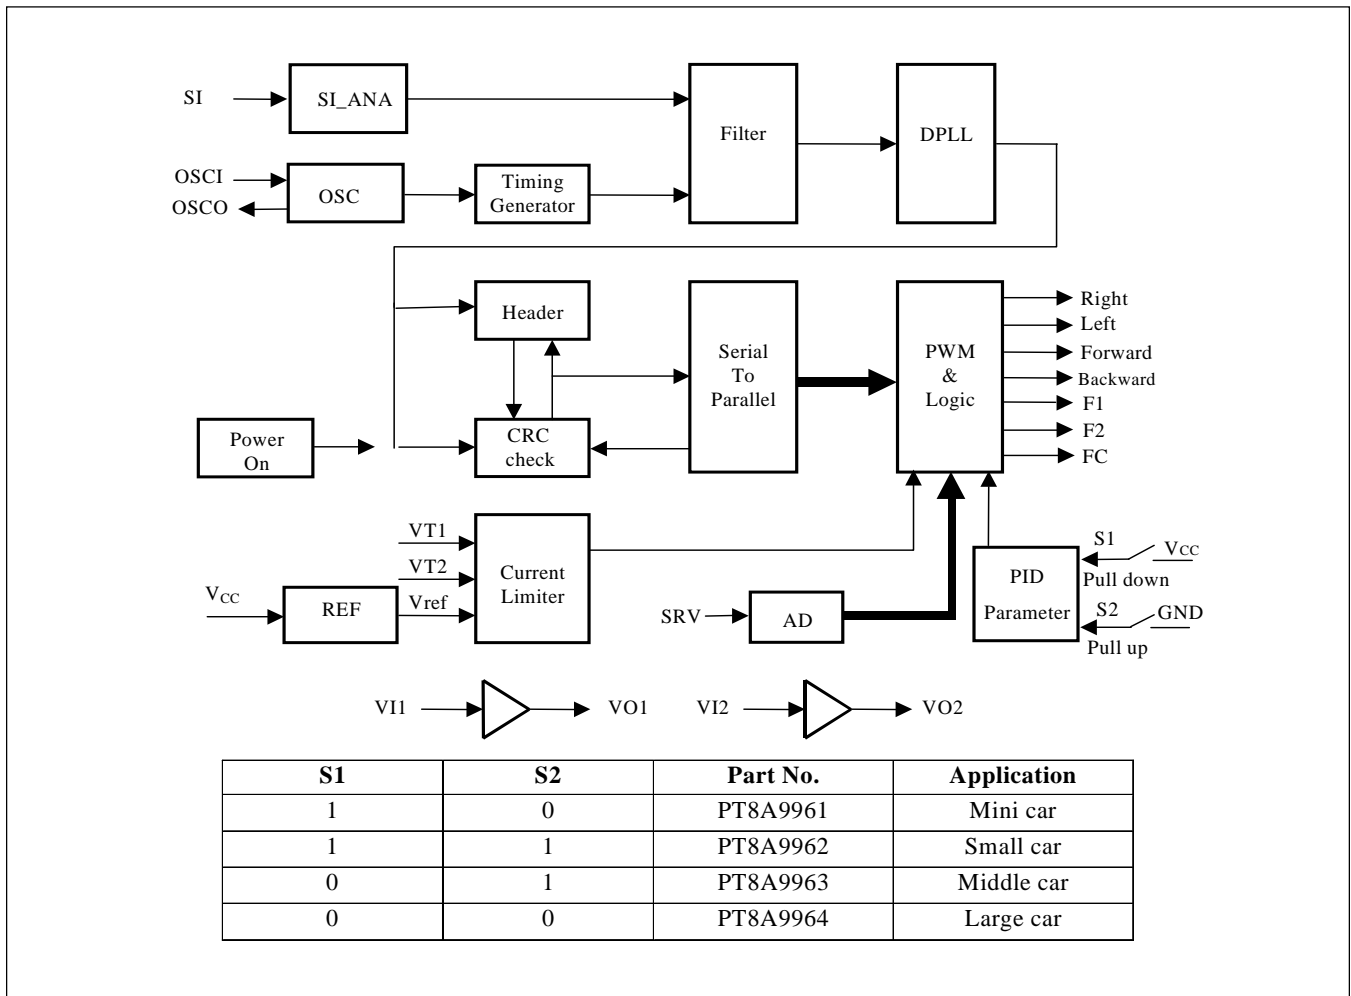 SI
SI_ANA
Filter
DPLL
OSCI
OSCO
OSC
Timing
Generator
Header
Serial
To
Parallel
PWM
&
Logic
Right
Left
Forward
Backward
F1
F2
FC
Power
On
CRC
check
VT1
VT2
Vref
VCC
REF
Current
Limiter
SRV
AD
PID
Parameter
S1
VCC
Pull down
S2
GND
Pull up
VI1
VO1
VI2
VO2
S1 S2 Part No. Application
1 0 PT8A9961 Mini car
1 1 PT8A9962 Small car
0 1 PT8A9963 Middle car
0 0 PT8A9964 Large car